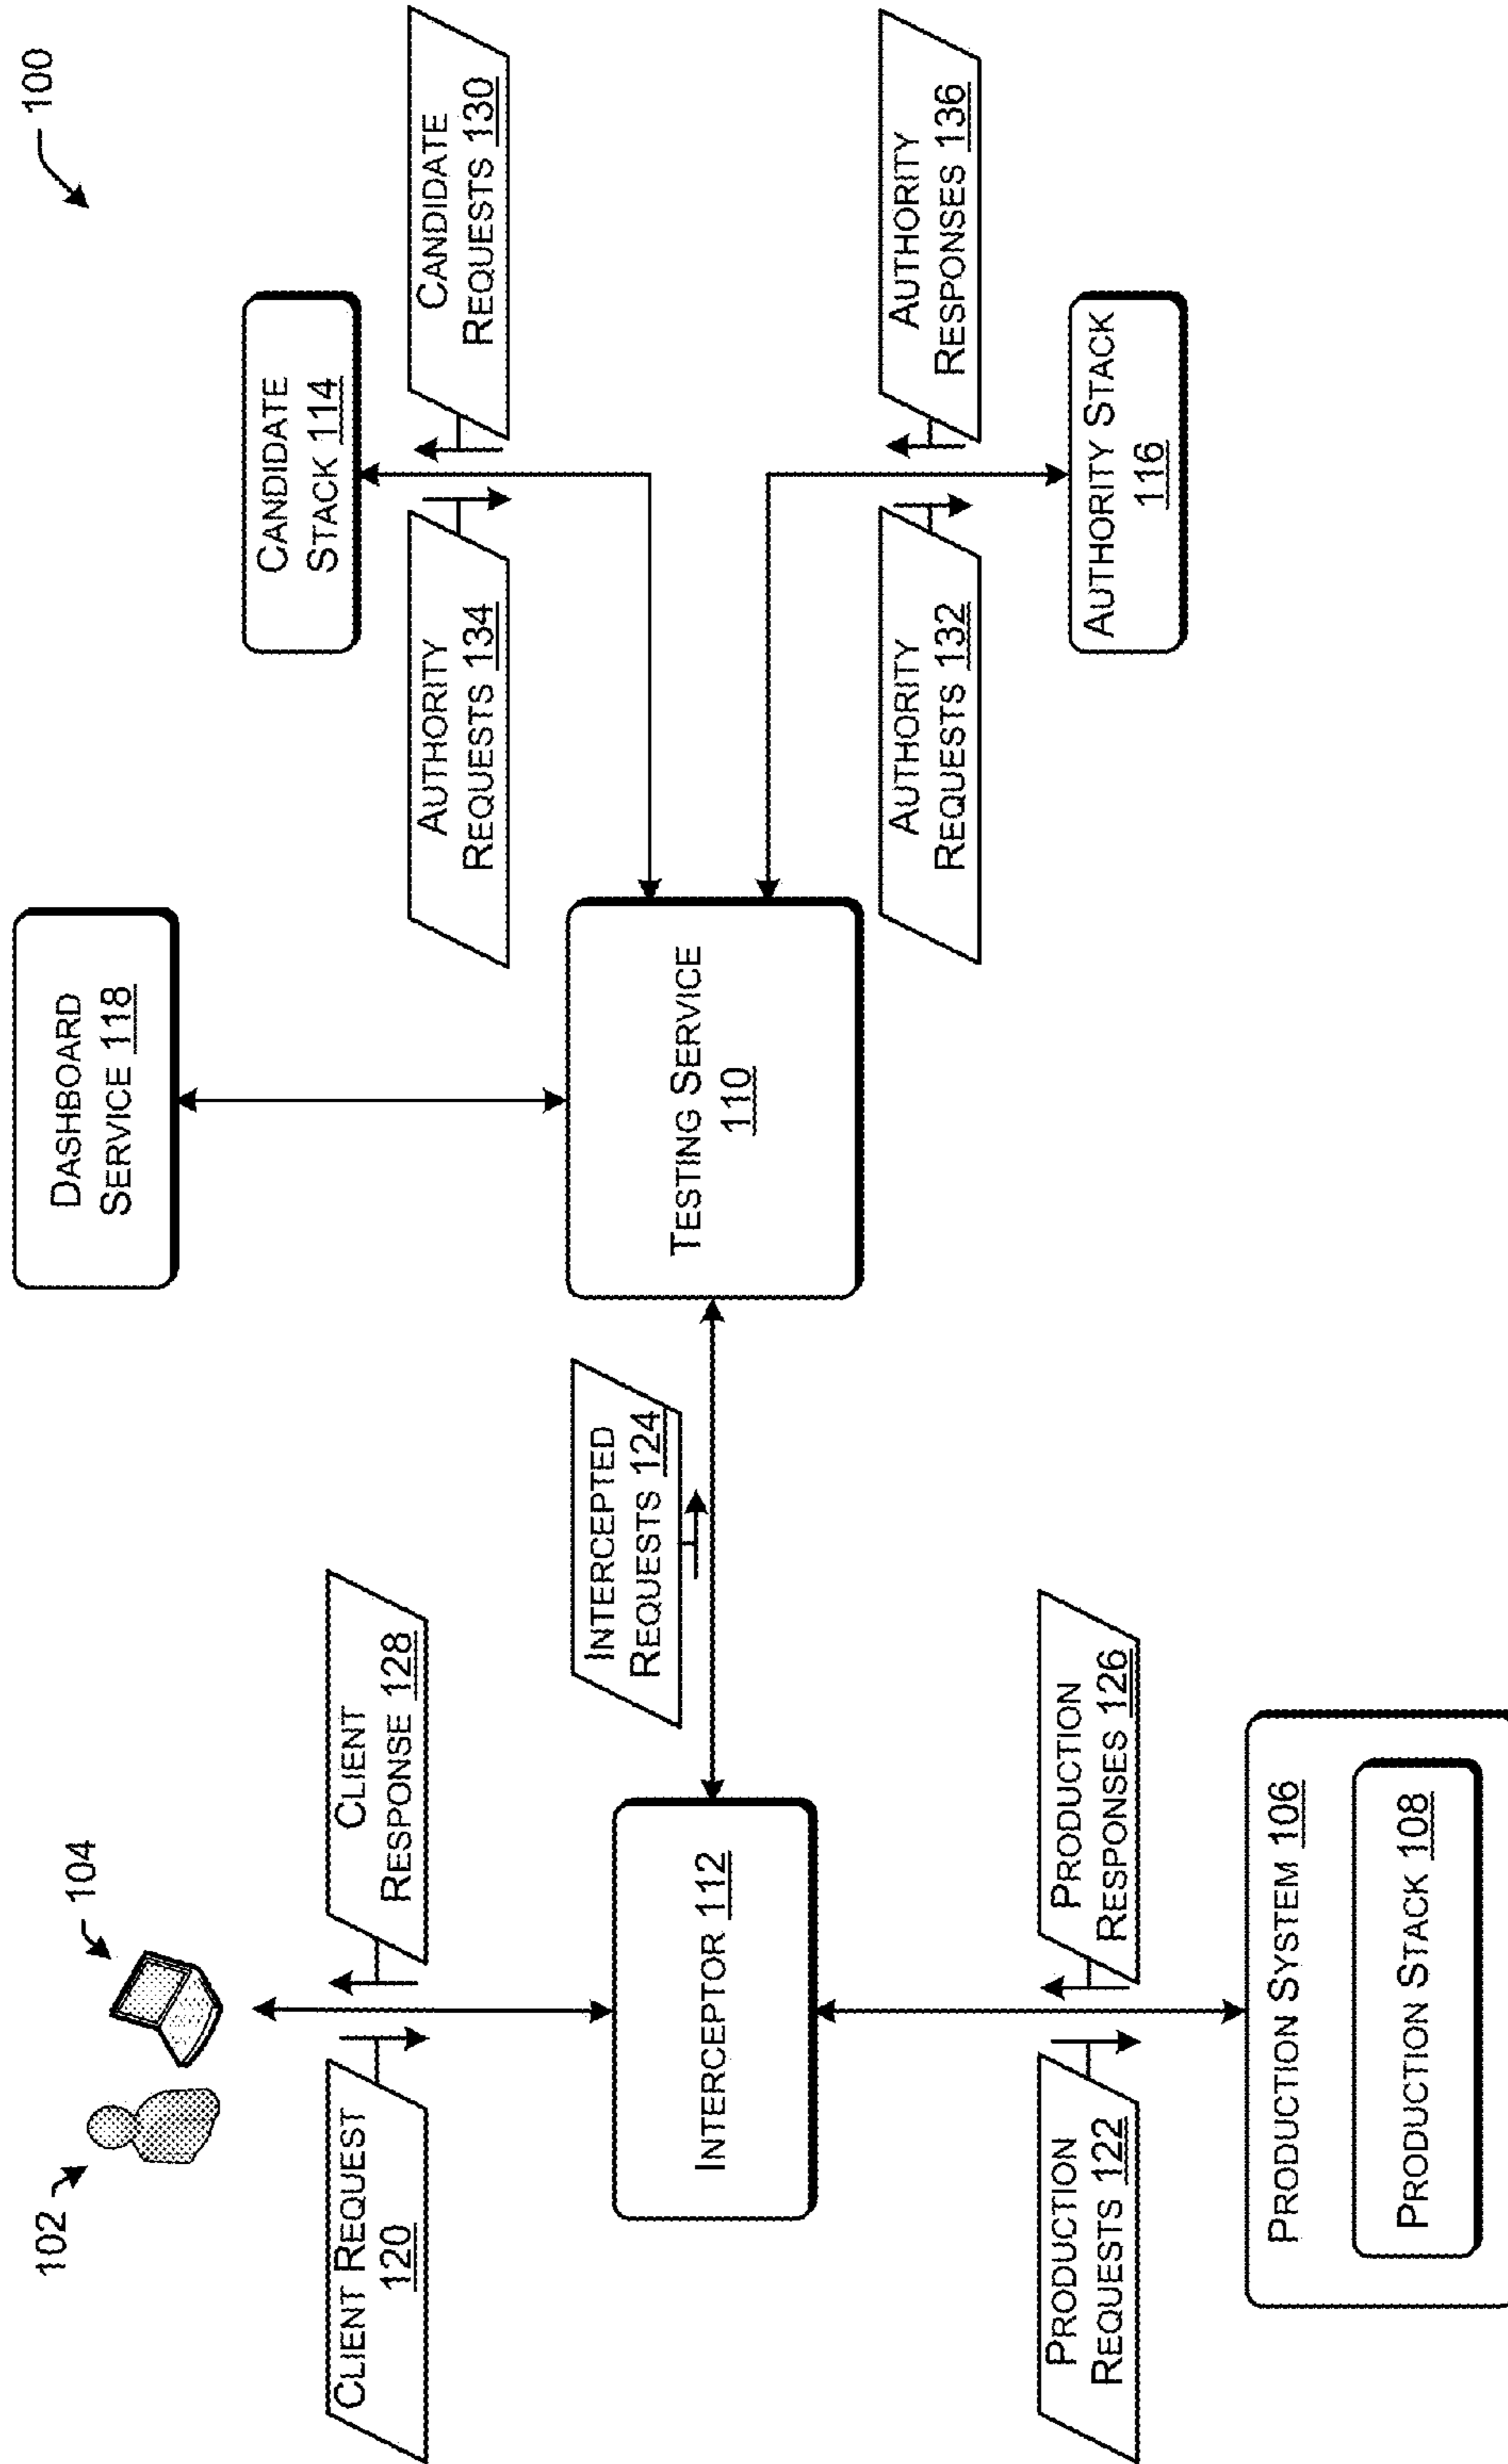 100
102
104
CLIENT REQUEST
120
CLIENT
RESPONSE 128
INTERCEPTOR 112
PRODUCTION
REQUESTS 122
PRODUCTION
RESPONSES 126
PRODUCTION SYSTEM 106
PRODUCTION STACK 108
INTERCEPTED
REQUESTS 124
DASHBOARD
SERVICE 118
TESTING SERVICE
110
CANDIDATE
STACK 114
AUTHORITY
REQUESTS 134
CANDIDATE
REQUESTS 130
AUTHORITY
REQUESTS 132
AUTHORITY
RESPONSES 136
AUTHORITY STACK
116